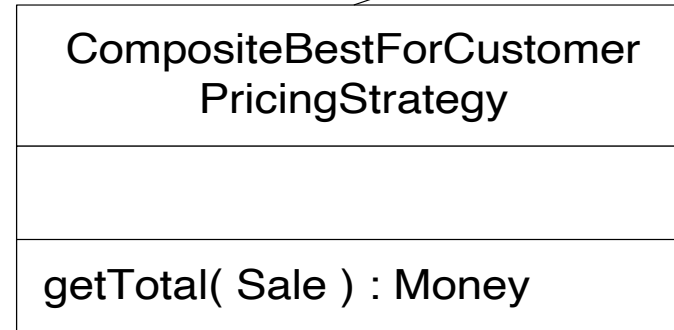 CompositeBestForCustomer
PricingStrategy
getTotal( Sale ) : Money